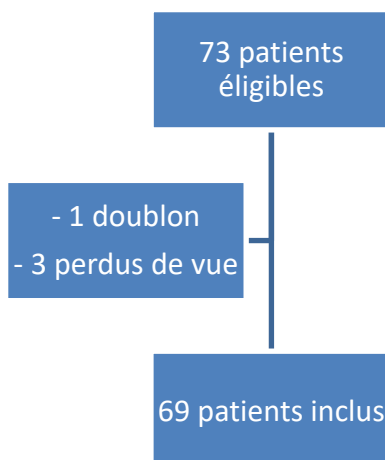 73 patients
éligibles
- 1 doublon
- 3 perdus de vue
69 patients inclus